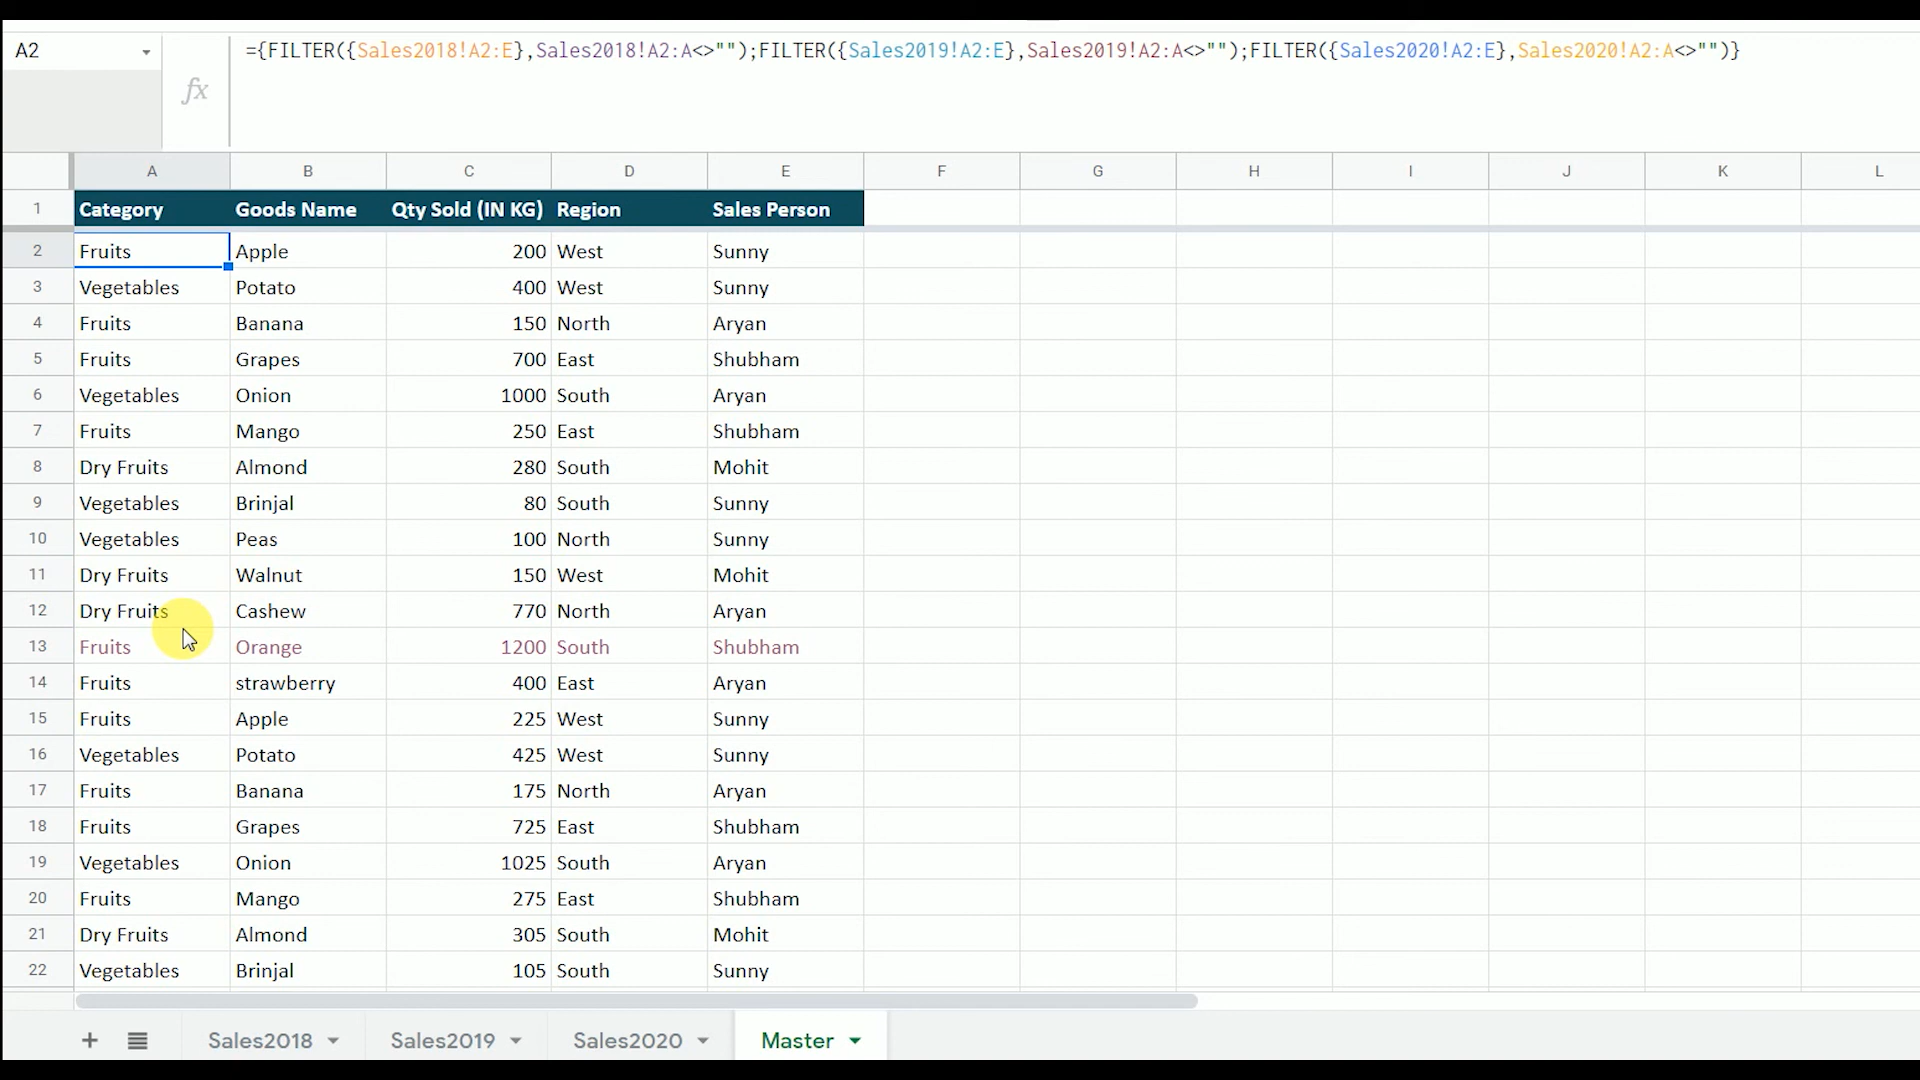 A2 ={FILTER({Sales2018!A2:E},Sales2018!A2:A<>"");FILTER({Sales2019!A2:E},Sales2019!A2:A<>"");FILTER({Sales2020!A2:E},Sales2020!A2:A<>"")}
fx
A B C D E F G H I J K L
1 Category Goods Name Qty Sold (IN KG) Region Sales Person
2 Fruits Apple 200 West Sunny
3 Vegetables Potato 400 West Sunny
4 Fruits Banana 150 North Aryan
5 Fruits Grapes 700 East Shubham
6 Vegetables Onion 1000 South Aryan
7 Fruits Mango 250 East Shubham
8 Dry Fruits Almond 280 South Mohit
9 Vegetables Brinjal 80 South Sunny
10 Vegetables Peas 100 North Sunny
11 Dry Fruits Walnut 150 West Mohit
12 Dry Fruits Cashew 770 North Aryan
13 Fruits Orange 1200 South Shubham
14 Fruits strawberry 400 East Aryan
15 Fruits Apple 225 West Sunny
16 Vegetables Potato 425 West Sunny
17 Fruits Banana 175 North Aryan
18 Fruits Grapes 725 East Shubham
19 Vegetables Onion 1025 South Aryan
20 Fruits Mango 275 East Shubham
21 Dry Fruits Almond 305 South Mohit
22 Vegetables Brinjal 105 South Sunny
+ Sales2018 Sales2019 Sales2020 Master